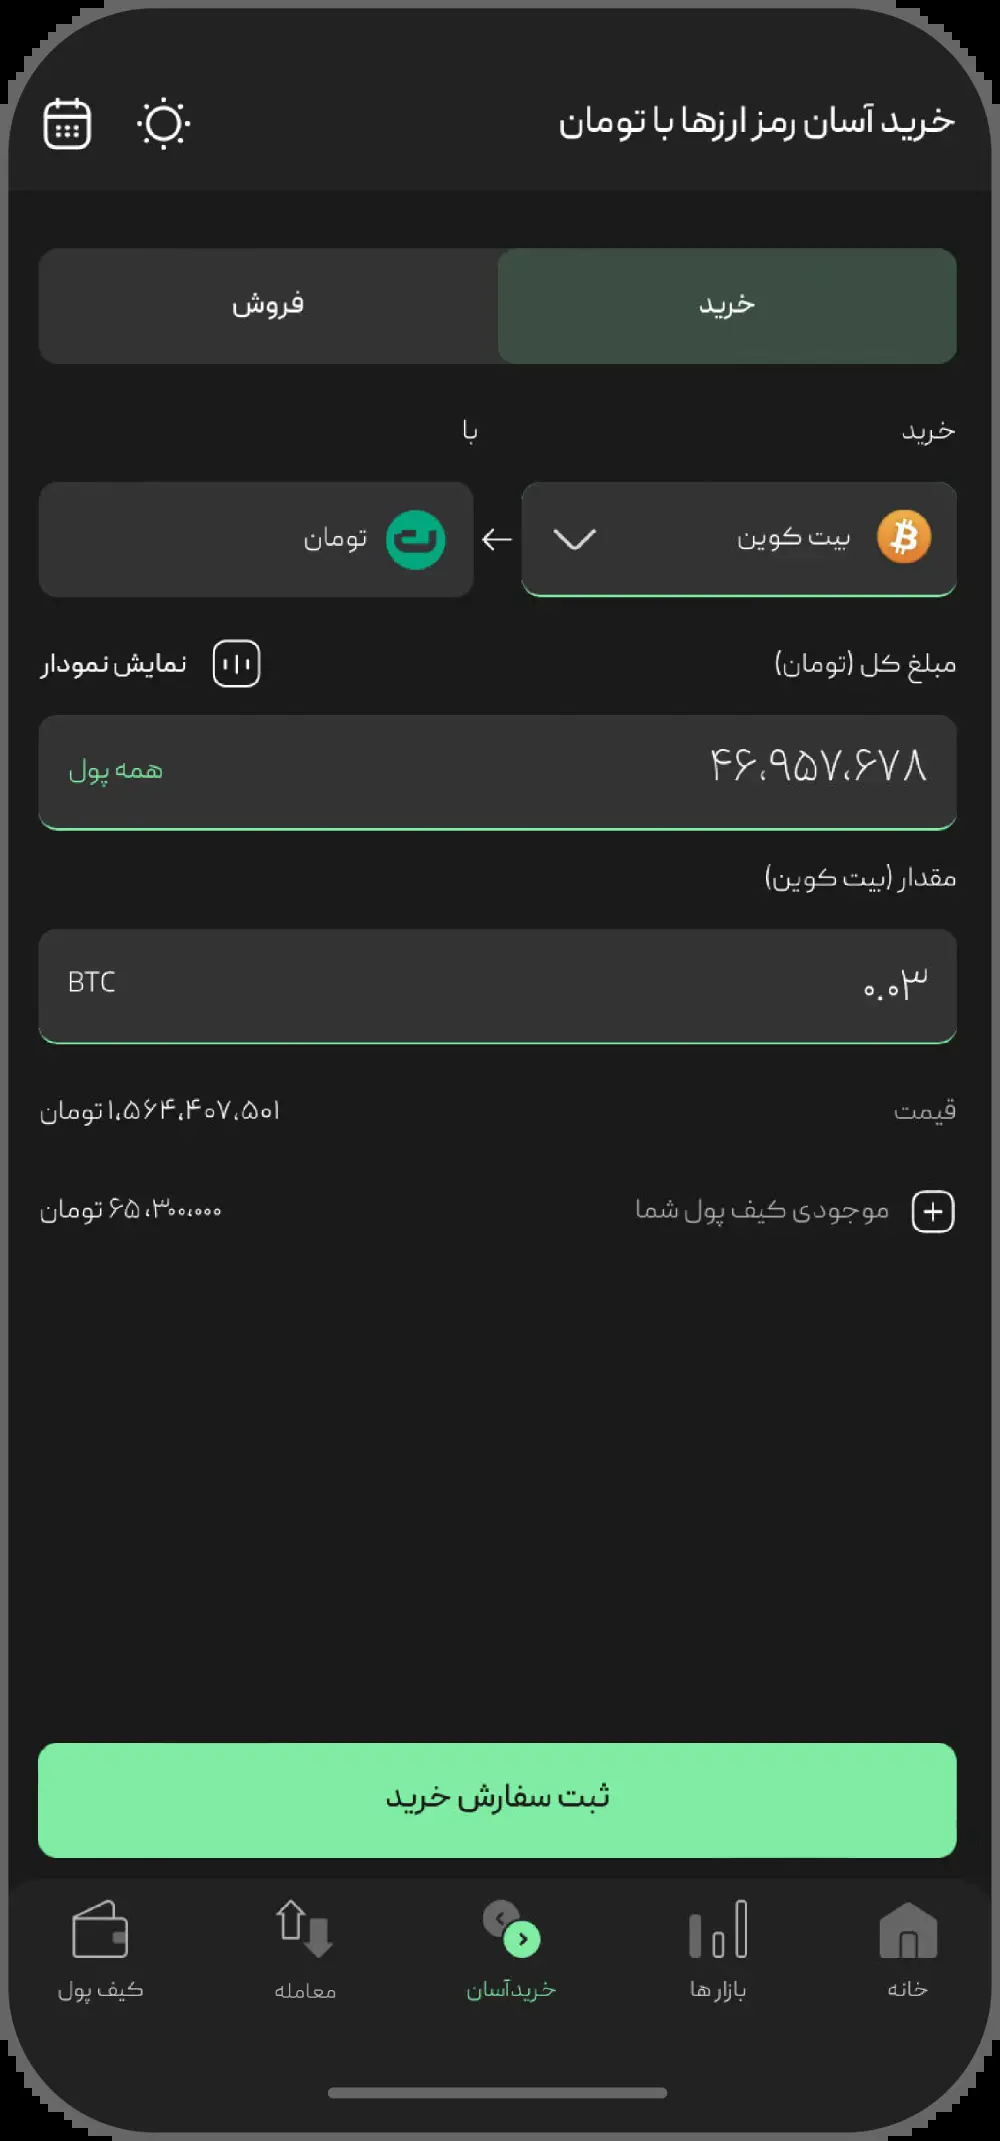 خرید آسان رمز ارزها با تومان
خرید
فروش
خرید
با
بیت کوین
تومان
مبلغ کل (تومان)
نمایش نمودار
۴۶،۹۵۷،۶۷۸
همه پول
مقدار (بیت کوین)
۰.۰۳
BTC
قیمت
۱،۵۶۴،۴۰۷،۵۰۱ تومان
موجودی کیف پول شما
۶۵،۳۰۰،۰۰۰ تومان
ثبت سفارش خرید
خانه
بازار ها
خریدآسان
معامله
کیف پول